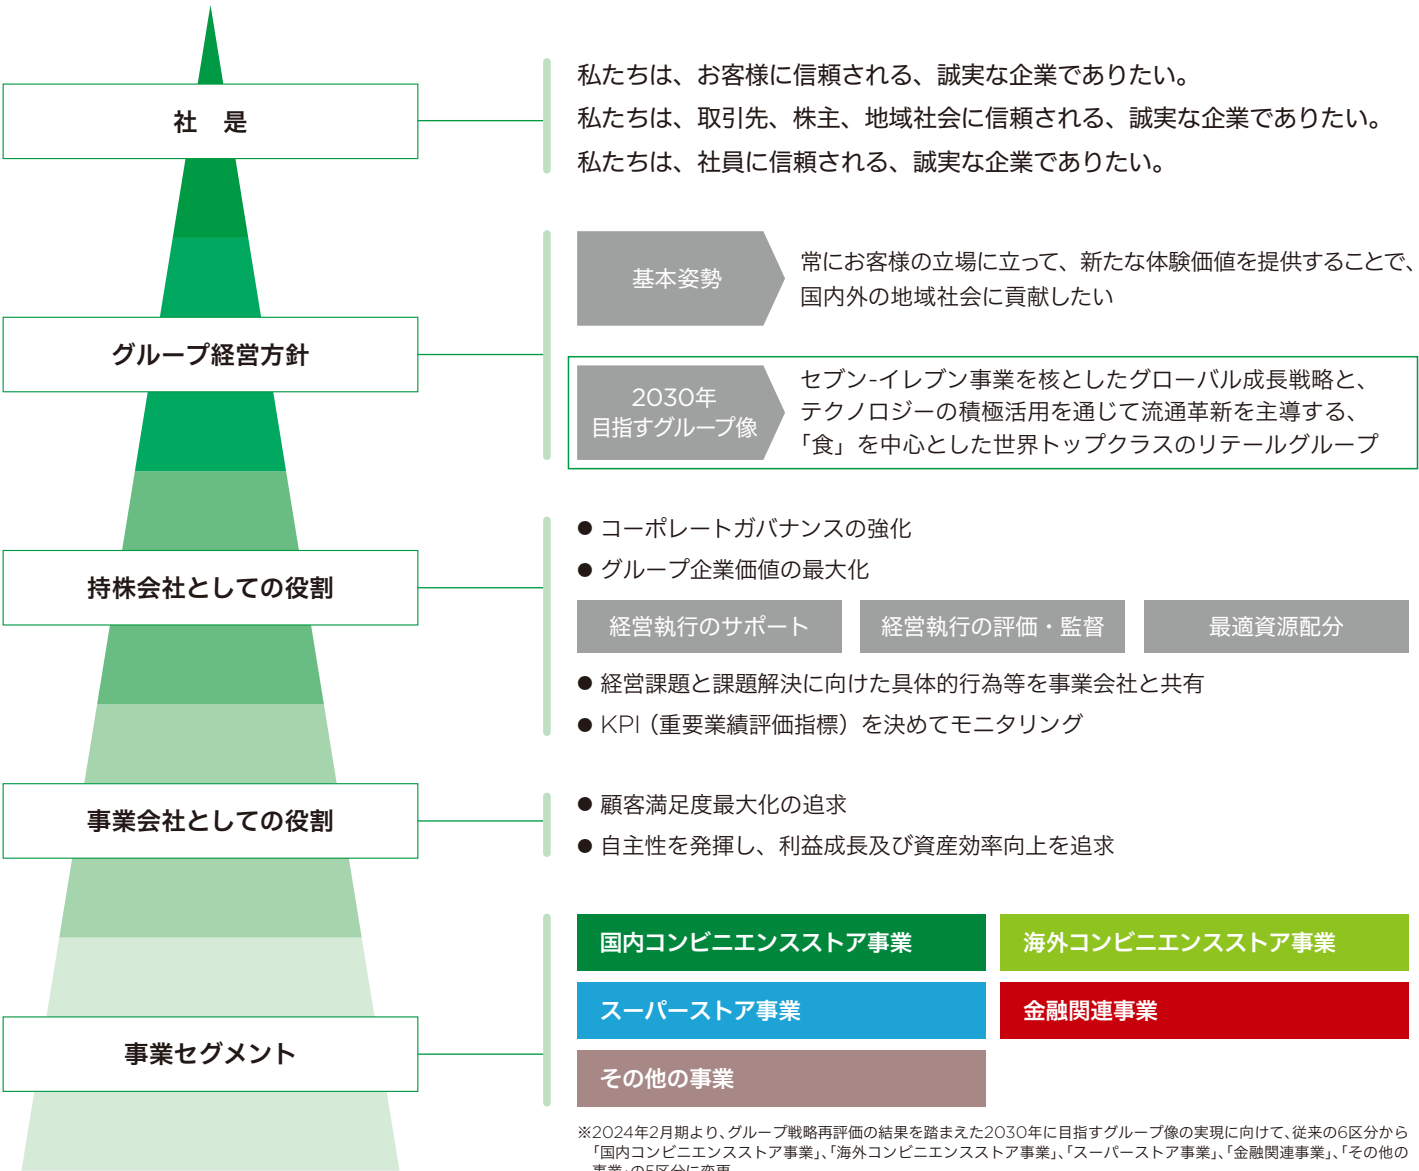 社 是
私たちは、お客様に信頼される、誠実な企業でありたい。
私たちは、取引先、株主、地域社会に信頼される、誠実な企業でありたい。
私たちは、社員に信頼される、誠実な企業でありたい。
グループ経営方針
基本姿勢
常にお客様の立場に立って、新たな体験価値を提供することで、
国内外の地域社会に貢献したい
2030年
目指すグループ像
セブン-イレブン事業を核としたグローバル成長戦略と、
テクノロジーの積極活用を通じて流通革新を主導する、
「食」を中心とした世界トップクラスのリテールグループ
持株会社としての役割
● コーポレートガバナンスの強化
● グループ企業価値の最大化
経営執行のサポート
経営執行の評価・監督
最適資源配分
● 経営課題と課題解決に向けた具体的行為等を事業会社と共有
● KPI（重要業績評価指標）を決めてモニタリング
事業会社としての役割
● 顧客満足度最大化の追求
● 自主性を発揮し、利益成長及び資産効率向上を追求
事業セグメント
国内コンビニエンスストア事業
海外コンビニエンスストア事業
スーパーストア事業
金融関連事業
その他の事業
※2024年2月期より、グループ戦略再評価の結果を踏まえた2030年に目指すグループ像の実現に向けて、従来の6区分から
「国内コンビニエンスストア事業」、「海外コンビニエンスストア事業」、「スーパーストア事業」、「金融関連事業」、「その他の
事業」の5区分に変更